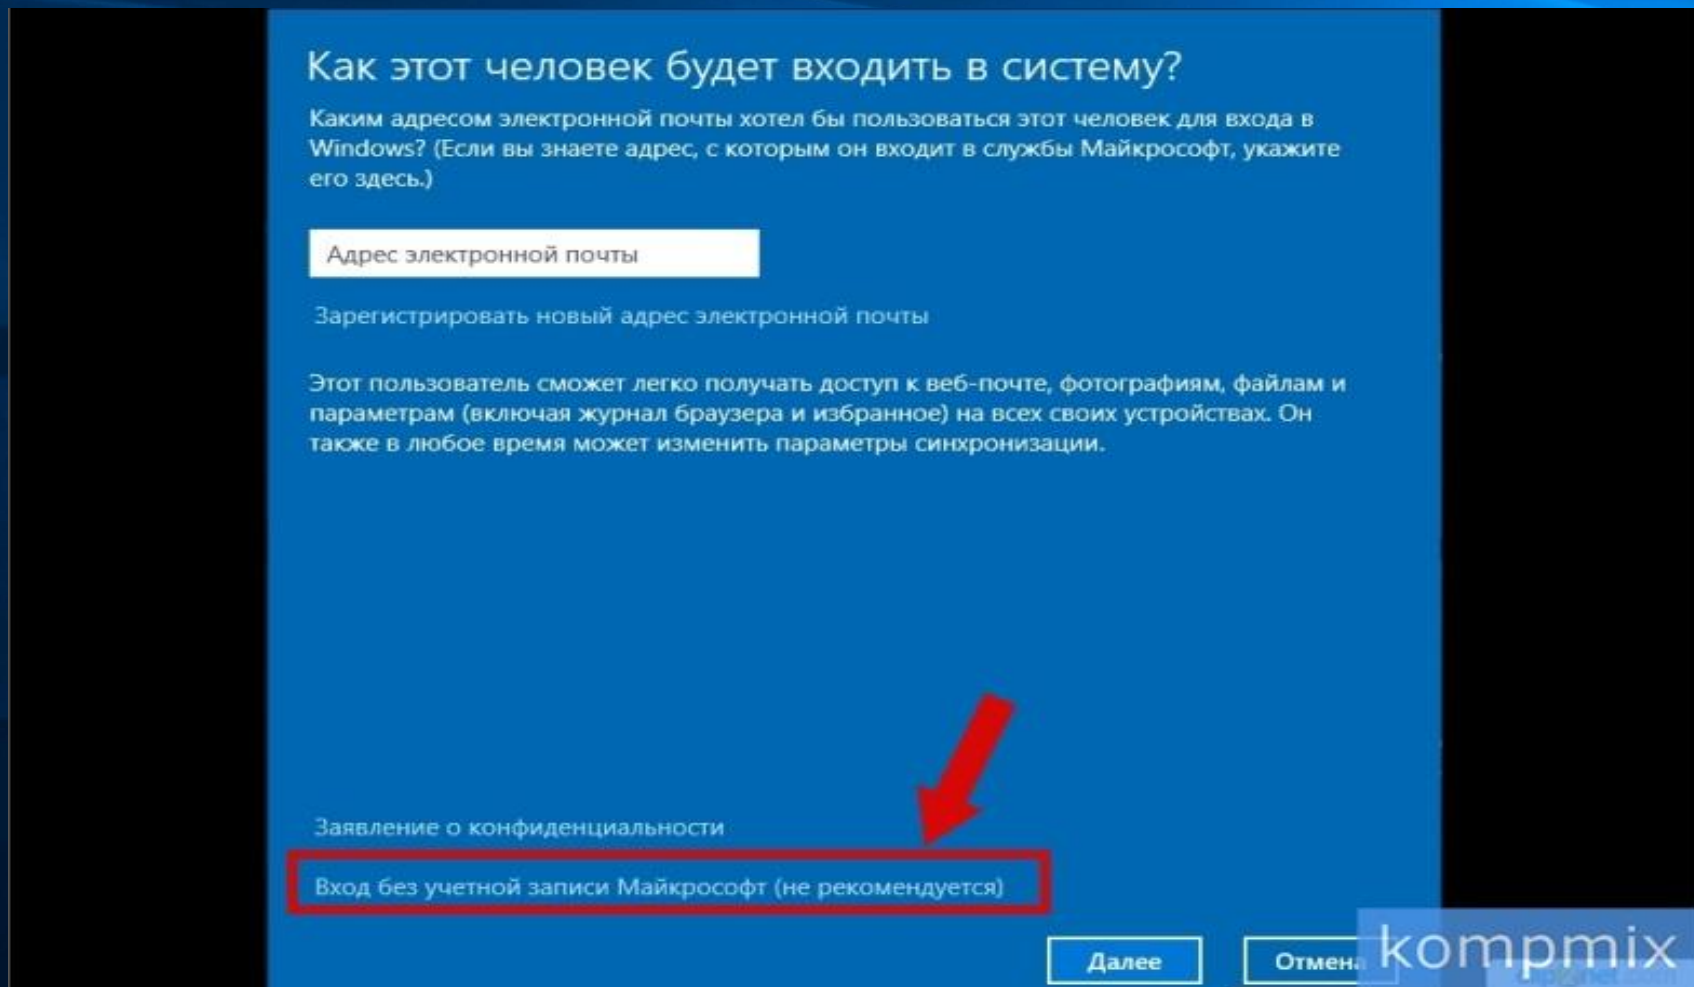 Как этот человек будет входить в систему?
Каким адресом электронной почты хотел бы пользоваться этот человек для входа в
Windows? (Если вы знаете адрес, с которым он входит в службы Майкрософт, укажите
его здесь.)
Адрес электронной почты
Зарегистрировать новый адрес электронной почты
Этот пользователь сможет легко получать доступ к веб-почте, фотографиям, файлам и
параметрам (включая журнал браузера и избранное) на всех своих устройствах. Он
также в любое время может изменить параметры синхронизации.
Заявление о конфиденциальности
Вход без учетной записи Майкрософт (не рекомендуется)
Далее
Отмена
kompmix